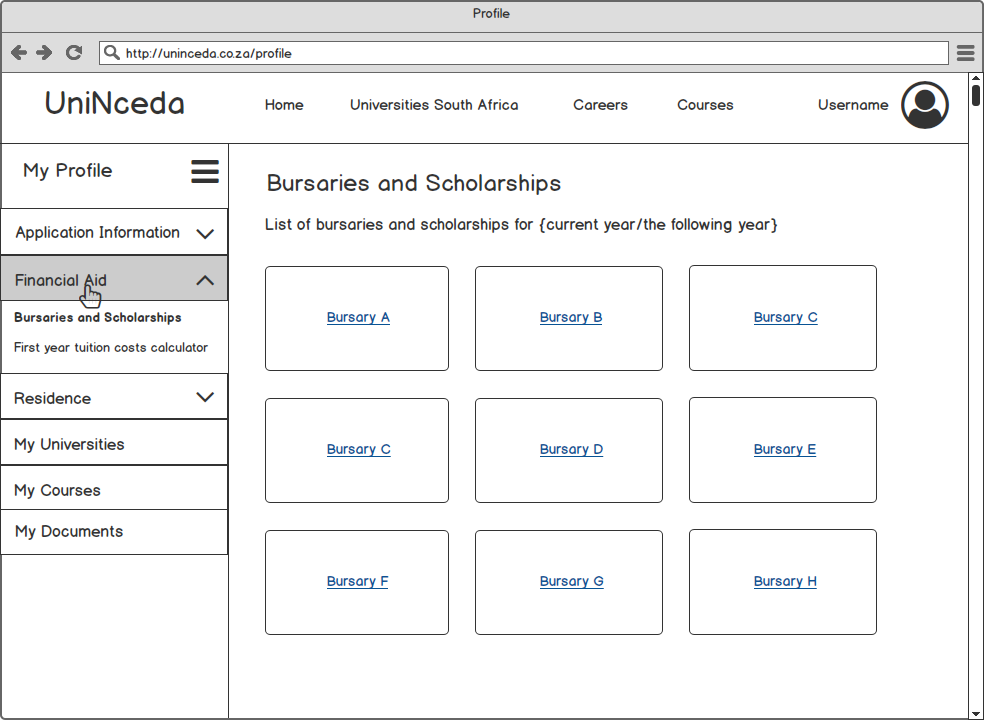 Profile
http://uninceda.co.za/profile
UniNceda
Home Universities South Africa Careers Courses Username
My Profile
Application Information
Financial Aid
Bursaries and Scholarships
First year tuition costs calculator
Residence
My Universities
My Courses
My Documents
Bursaries and Scholarships
List of bursaries and scholarships for {current year/the following year}
Bursary A Bursary B Bursary C
Bursary C Bursary D Bursary E
Bursary F Bursary G Bursary H